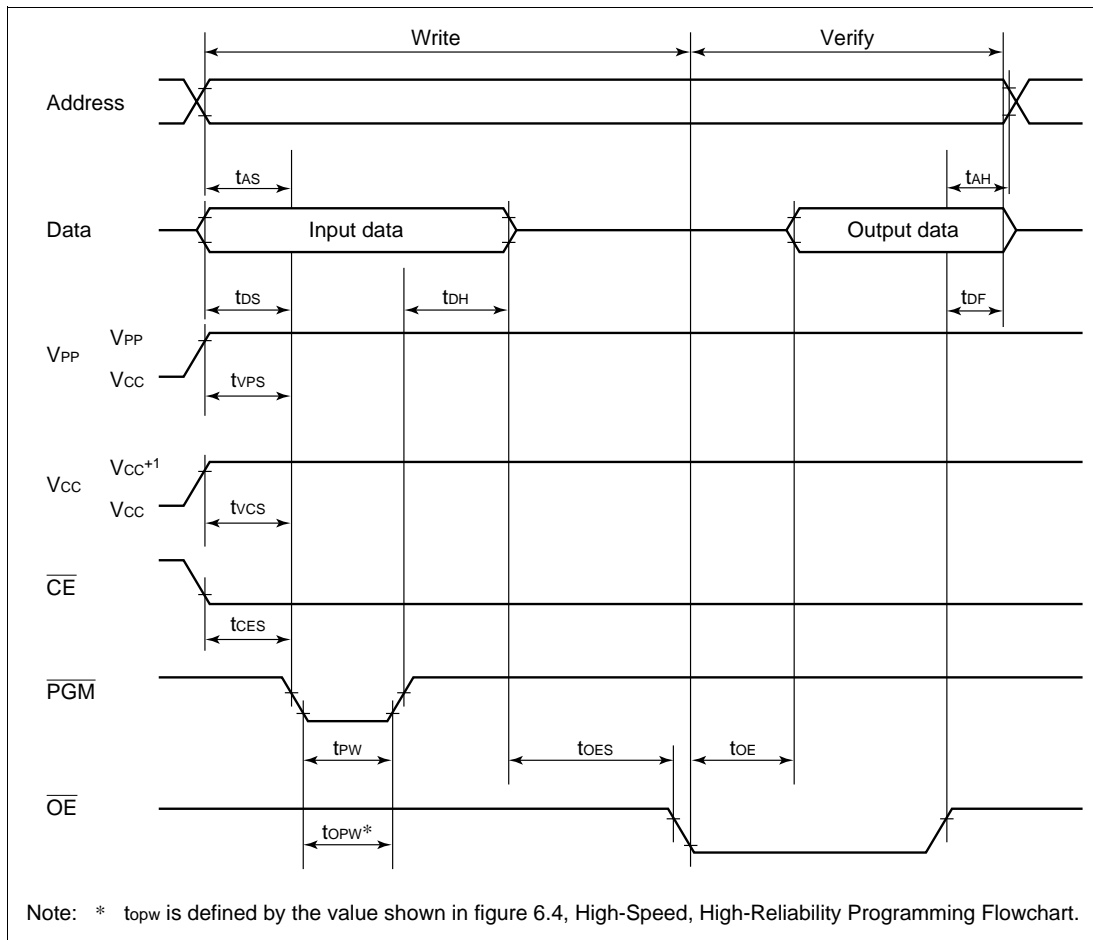 Write Verify
Address
tAS tAH
Data Input data Output data
tDS tDH tDF
VPP VPP
VCC
tVPS
VCC VCC+1
VCC
tVCS
CE
tCES
PGM
tPW tOES tOE
OE
tOPW*
Note: * topw is defined by the value shown in figure 6.4, High-Speed, High-Reliability Programming Flowchart.